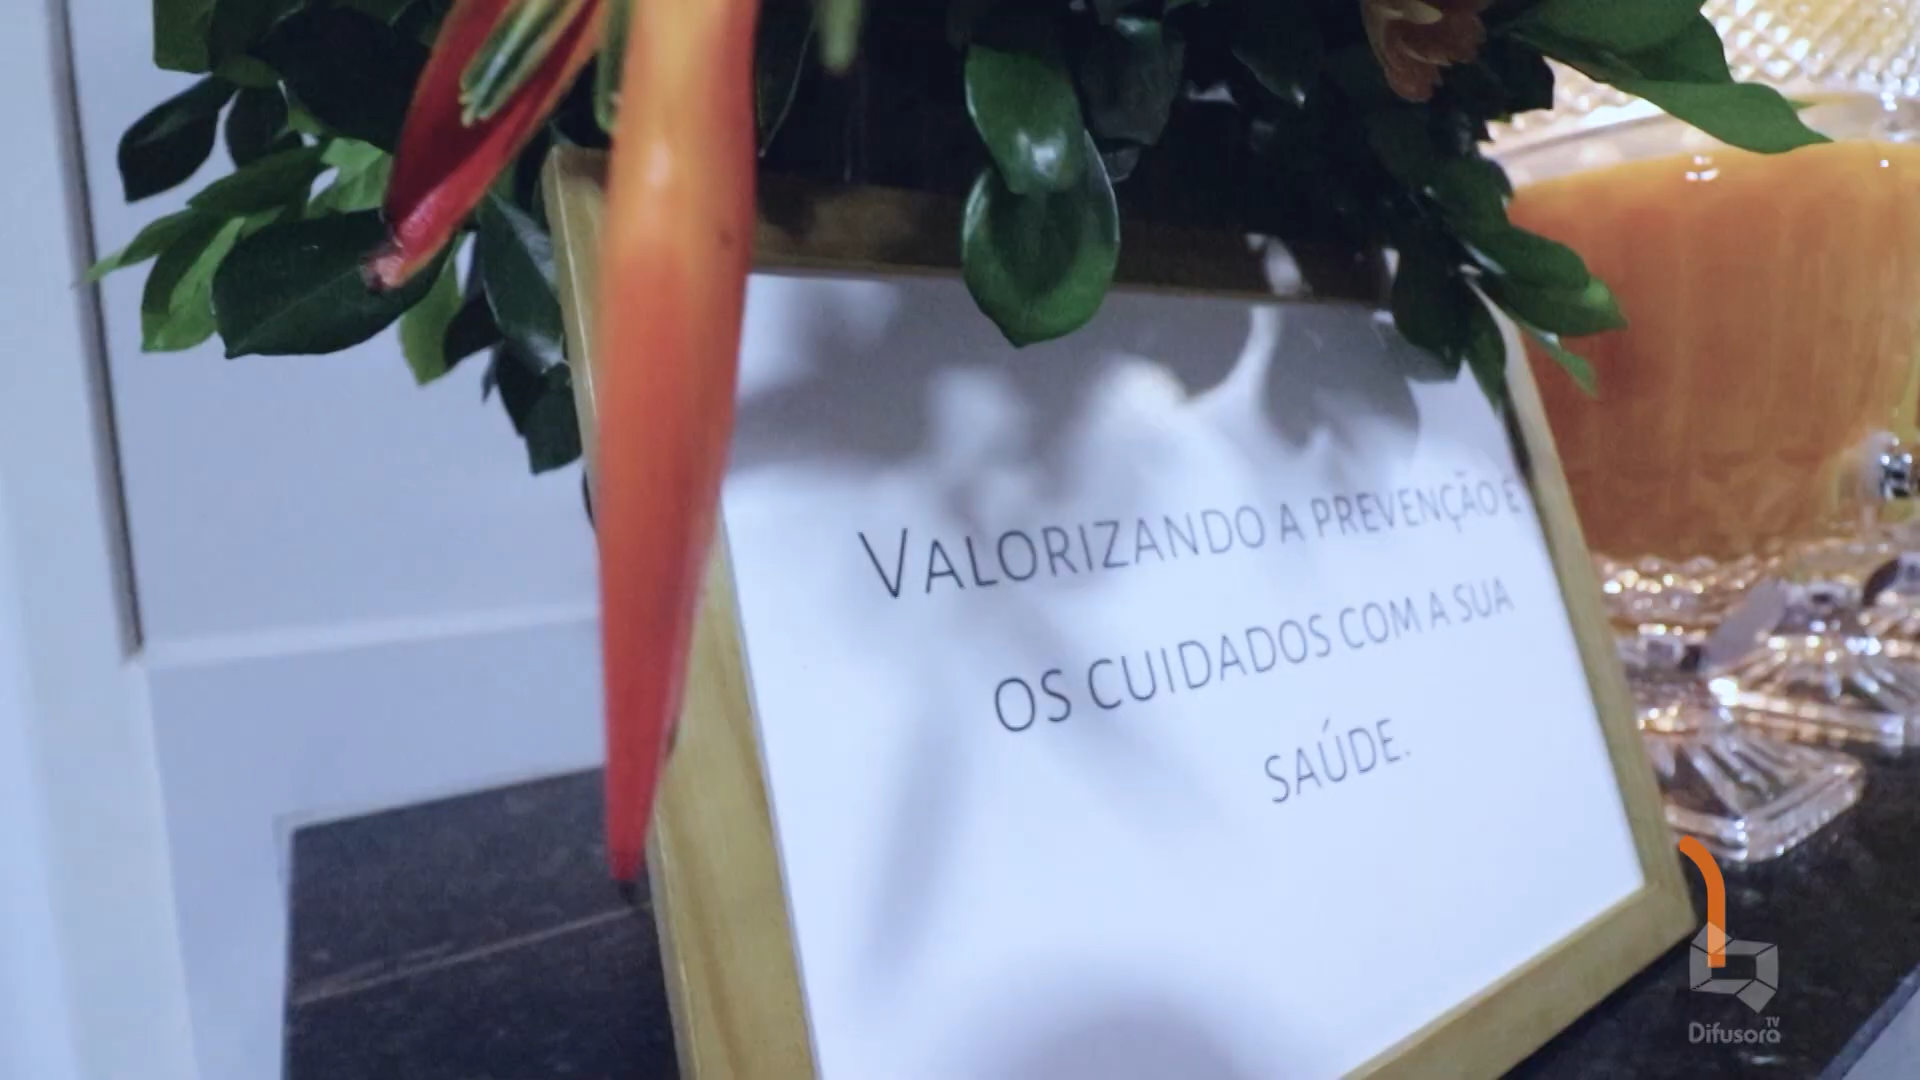 VALORIZANDO A PREVENÇÃO E
OS CUIDADOS COM A SUA
SAÚDE.
TV
Difusora